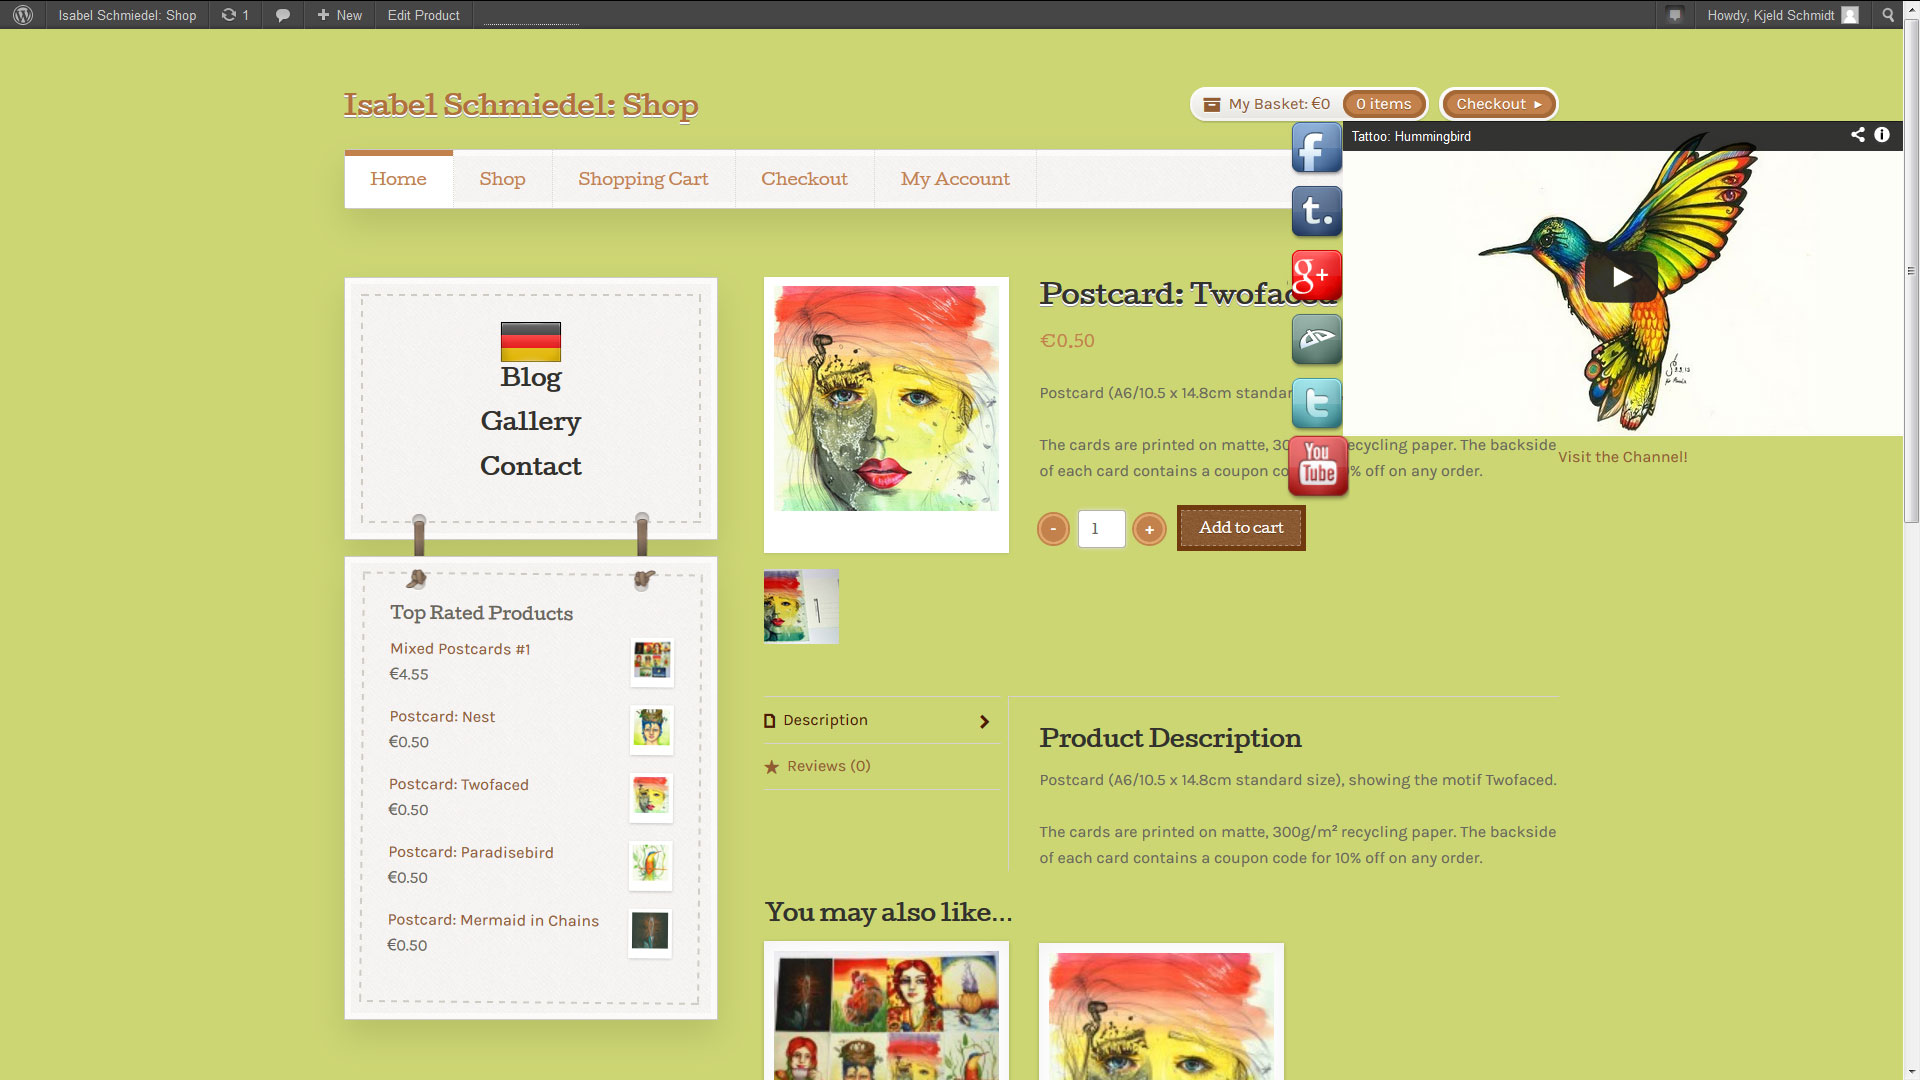 Isabel Schmiedel: Shop
1
New
Edit Product
Howdy, Kjeld Schmidt
Isabel Schmiedel: Shop
My Basket: €0
0 items
Checkout ▸
Home
Shop
Shopping Cart
Checkout
My Account
Tattoo: Hummingbird
f
t.
g+
t
You
Tube
Visit the Channel!
Blog
Gallery
Contact
Top Rated Products
Mixed Postcards #1
€4.55
Postcard: Nest
€0.50
Postcard: Twofaced
€0.50
Postcard: Paradisebird
€0.50
Postcard: Mermaid in Chains
€0.50
Postcard: Twofaced
€0.50
Postcard (A6/10.5 x 14.8cm standar
The cards are printed on matte, 30 ecycling paper. The backside
of each card contains a coupon co % off on any order.
-
1
+
Add to cart
Description
Reviews (0)
Product Description
Postcard (A6/10.5 x 14.8cm standard size), showing the motif Twofaced.
The cards are printed on matte, 300g/m² recycling paper. The backside
of each card contains a coupon code for 10% off on any order.
You may also like...